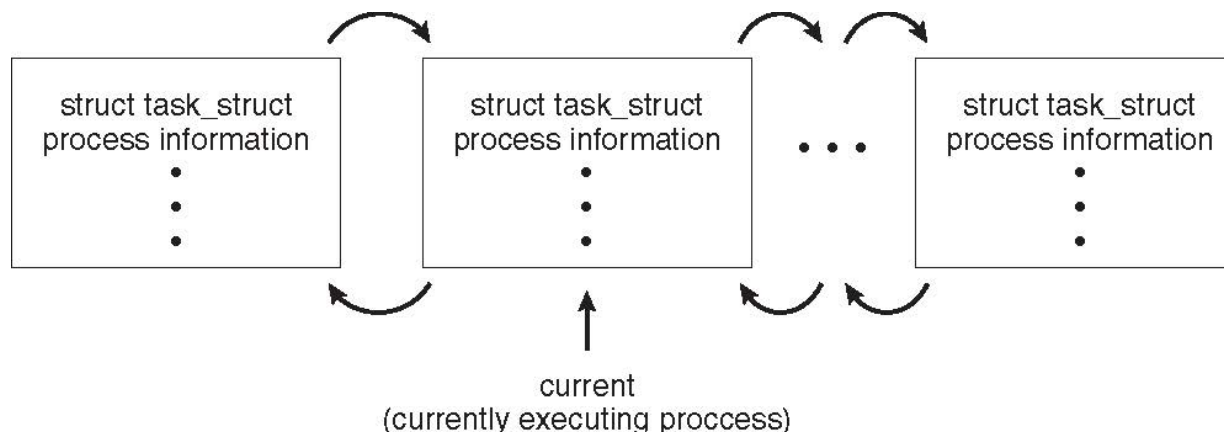 struct task_struct
process information
struct task_struct
process information
struct task_struct
process information
current
(currently executing proccess)